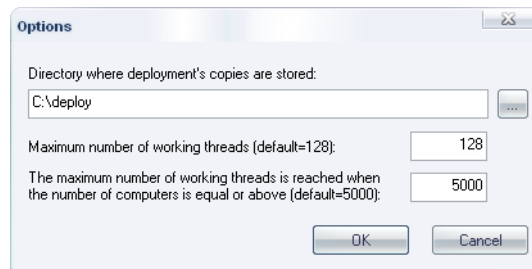 Options
Directory where deployment's copies are stored:
C:\deploy
...
Maximum number of working threads (default=128):
128
The maximum number of working threads is reached when
the number of computers is equal or above (default=5000):
5000
OK
Cancel